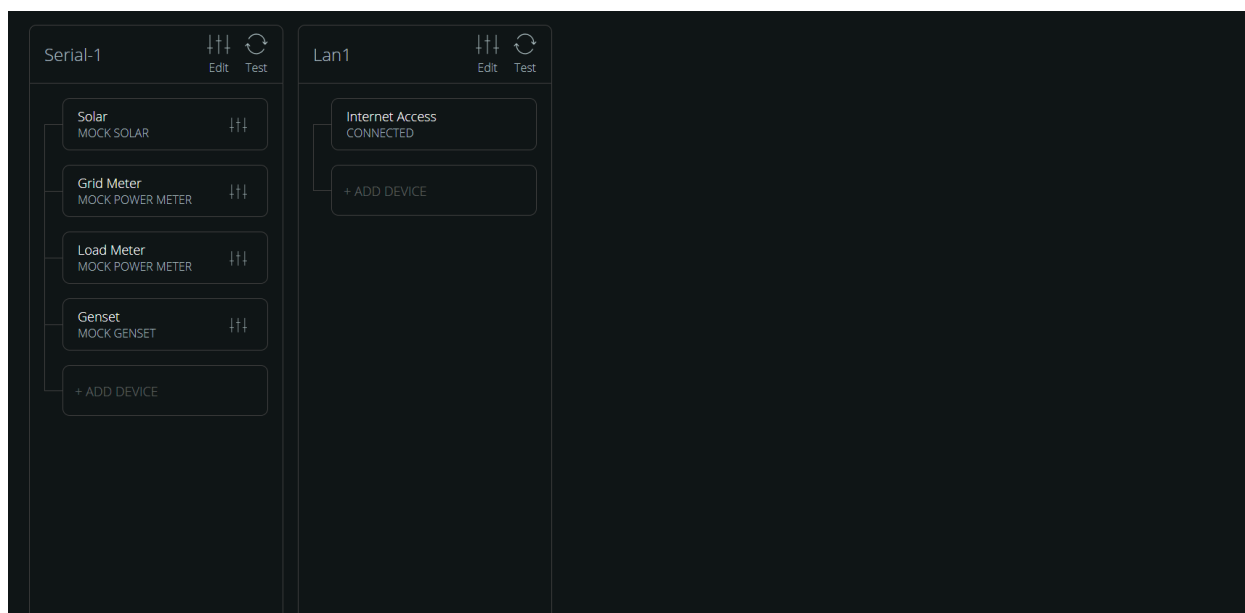 Serial-1
Edit
Test
Solar
MOCK SOLAR
Grid Meter
MOCK POWER METER
Load Meter
MOCK POWER METER
Genset
MOCK GENSET
+ ADD DEVICE
Lan1
Edit
Test
Internet Access
CONNECTED
+ ADD DEVICE